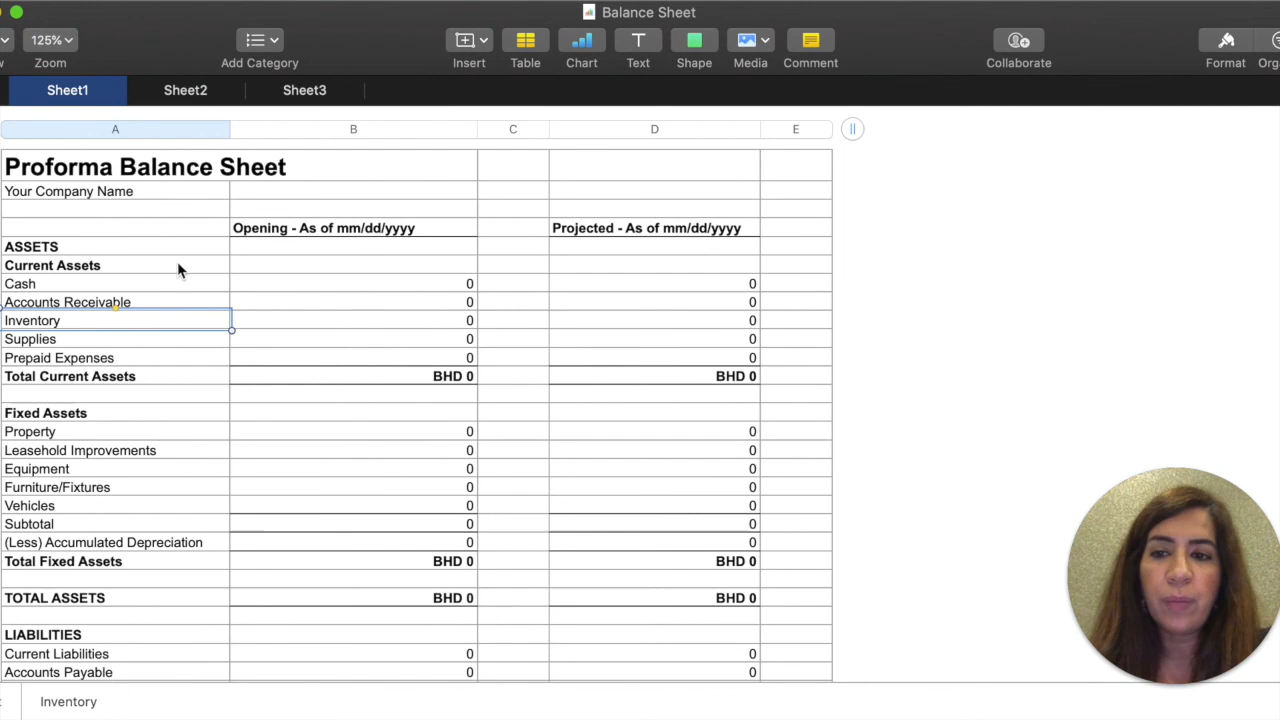 Balance Sheet
125%
Zoom
Add Category
Insert
Table
Chart
T
Text
Shape
Media
Comment
Collaborate
Format
Sheet1 Sheet2 Sheet3
A B C D E
Proforma Balance Sheet
Your Company Name
Opening - As of mm/dd/yyyy Projected - As of mm/dd/yyyy
ASSETS
Current Assets
Cash 0 0
Accounts Receivable 0 0
Inventory 0 0
Supplies 0 0
Prepaid Expenses 0 0
Total Current Assets BHD 0 BHD 0
Fixed Assets
Property 0 0
Leasehold Improvements 0 0
Equipment 0 0
Furniture/Fixtures 0 0
Vehicles 0 0
Subtotal 0 0
(Less) Accumulated Depreciation 0 0
Total Fixed Assets BHD 0 BHD 0
TOTAL ASSETS BHD 0 BHD 0
LIABILITIES
Current Liabilities 0 0
Accounts Payable 0 0
Inventory